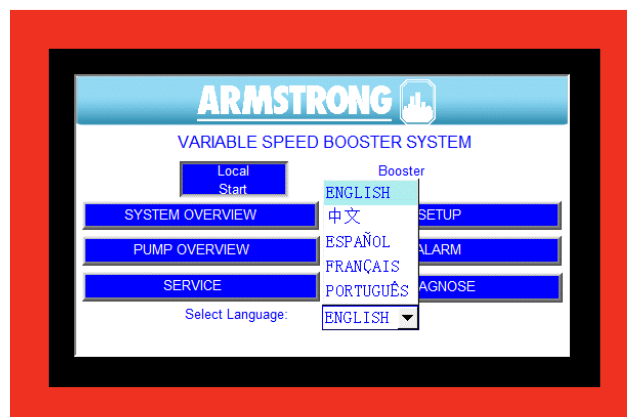 ARMSTRONG
VARIABLE SPEED BOOSTER SYSTEM
Local
Start
Booster
ENGLISH
中文
ESPAÑOL
FRANÇAIS
PORTUGUÊS
SYSTEM OVERVIEW
SETUP
PUMP OVERVIEW
ALARM
SERVICE
AGNOSE
Select Language:
ENGLISH